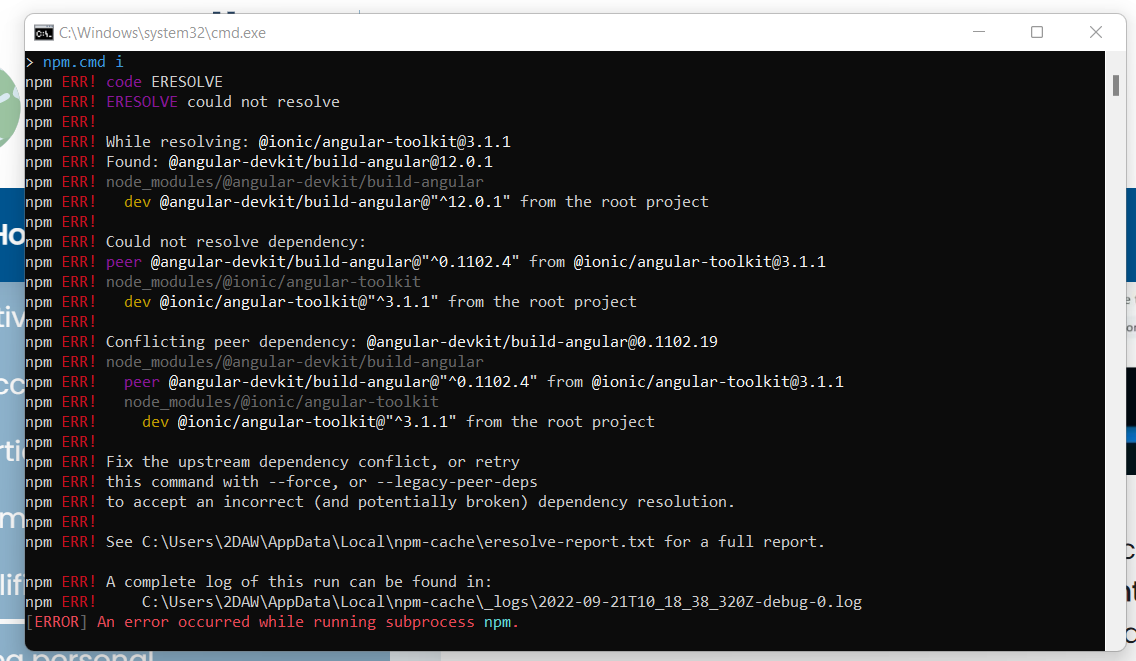 C:\Windows\system32\cmd.exe
> npm.cmd i
npm ERR! code ERESOLVE
npm ERR! ERESOLVE could not resolve
npm ERR!
npm ERR! While resolving: @ionic/angular-toolkit@3.1.1
npm ERR! Found: @angular-devkit/build-angular@12.0.1
npm ERR! node_modules/@angular-devkit/build-angular
npm ERR!   dev @angular-devkit/build-angular@"^12.0.1" from the root project
npm ERR!
npm ERR! Could not resolve dependency:
npm ERR! peer @angular-devkit/build-angular@"^0.1102.4" from @ionic/angular-toolkit@3.1.1
npm ERR! node_modules/@ionic/angular-toolkit
npm ERR!   dev @ionic/angular-toolkit@"^3.1.1" from the root project
npm ERR!
npm ERR! Conflicting peer dependency: @angular-devkit/build-angular@0.1102.19
npm ERR! node_modules/@angular-devkit/build-angular
npm ERR!   peer @angular-devkit/build-angular@"^0.1102.4" from @ionic/angular-toolkit@3.1.1
npm ERR!   node_modules/@ionic/angular-toolkit
npm ERR!     dev @ionic/angular-toolkit@"^3.1.1" from the root project
npm ERR!
npm ERR! Fix the upstream dependency conflict, or retry
npm ERR! this command with --force, or --legacy-peer-deps
npm ERR! to accept an incorrect (and potentially broken) dependency resolution.
npm ERR!
npm ERR! See C:\Users\2DAW\AppData\Local\npm-cache\eresolve-report.txt for a full report.
npm ERR! A complete log of this run can be found in:
npm ERR!     C:\Users\2DAW\AppData\Local\npm-cache\_logs\2022-09-21T10_18_38_320Z-debug-0.log
[ERROR] An error occurred while running subprocess npm.